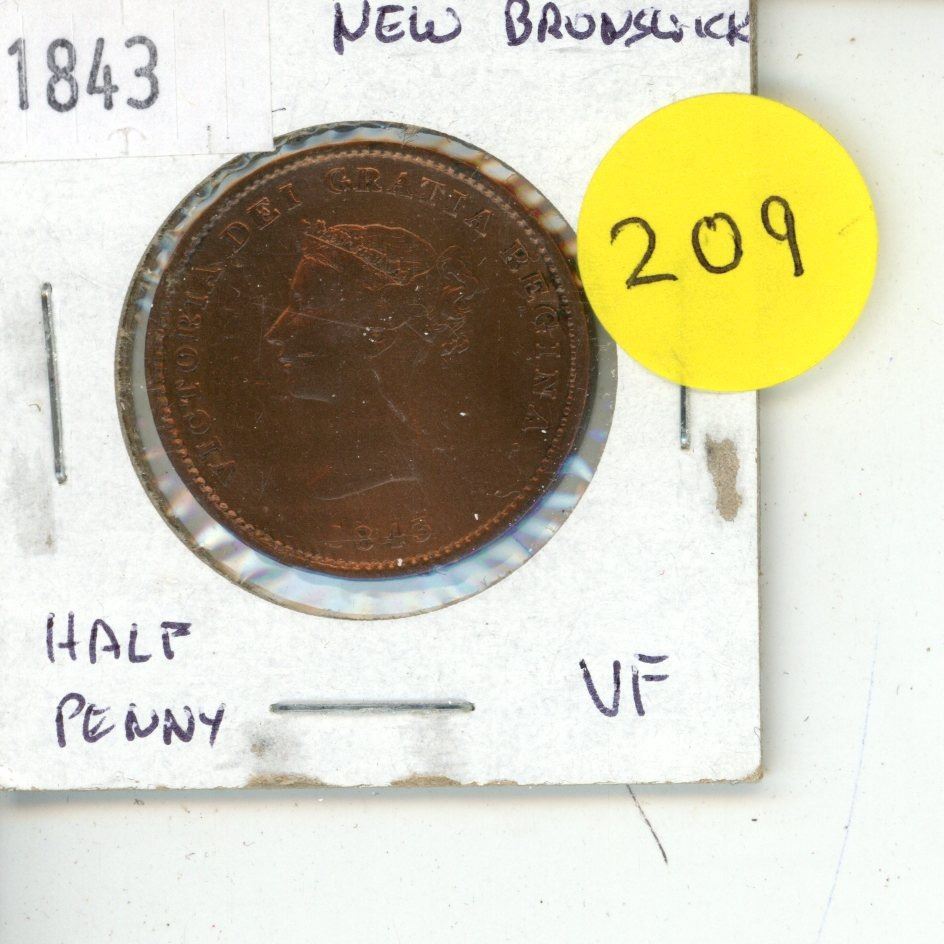 NEW BRUNSWICK
1843
209
VICTORIA DEI GRATIA REGINA
1843
HALF
PENNY
VF